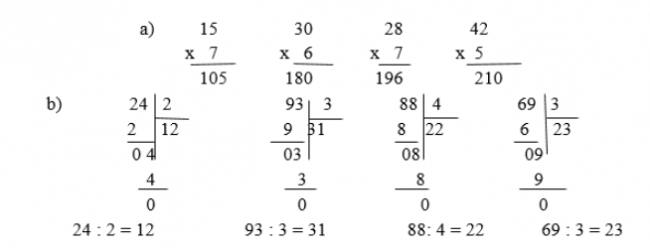 a) 15 30 28 42
x 7 x 6 x 7 x 5
105 180 196 210
b) 24 2 93 3 88 4 69 3
2 12 9 31 8 22 6 23
0 4 03 08 09
4 3 8 9
0 0 0 0
24 : 2 = 12 93 : 3 = 31 88: 4 = 22 69 : 3 = 23